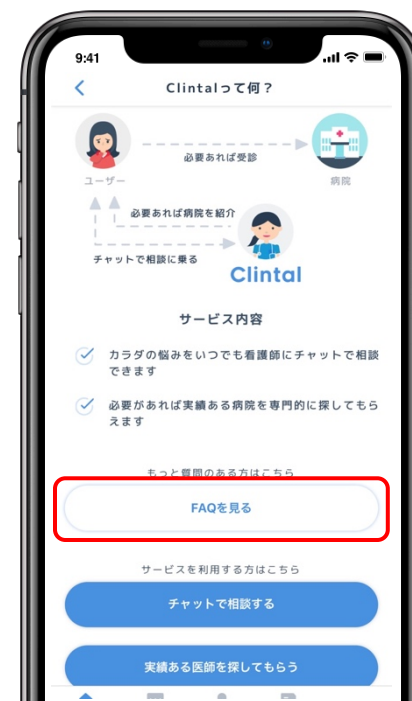 9:41
Clintalって何？
必要あれば受診
ユーザー
病院
必要あれば病院を紹介
チャットで相談に乗る
Clintal
サービス内容
カラダの悩みをいつでも看護師にチャットで相談
できます
必要があれば実績ある病院を専門的に探してもら
えます
もっと質問のある方はこちら
FAQを見る
サービスを利用する方はこちら
チャットで相談する
実績ある医師を探してもらう